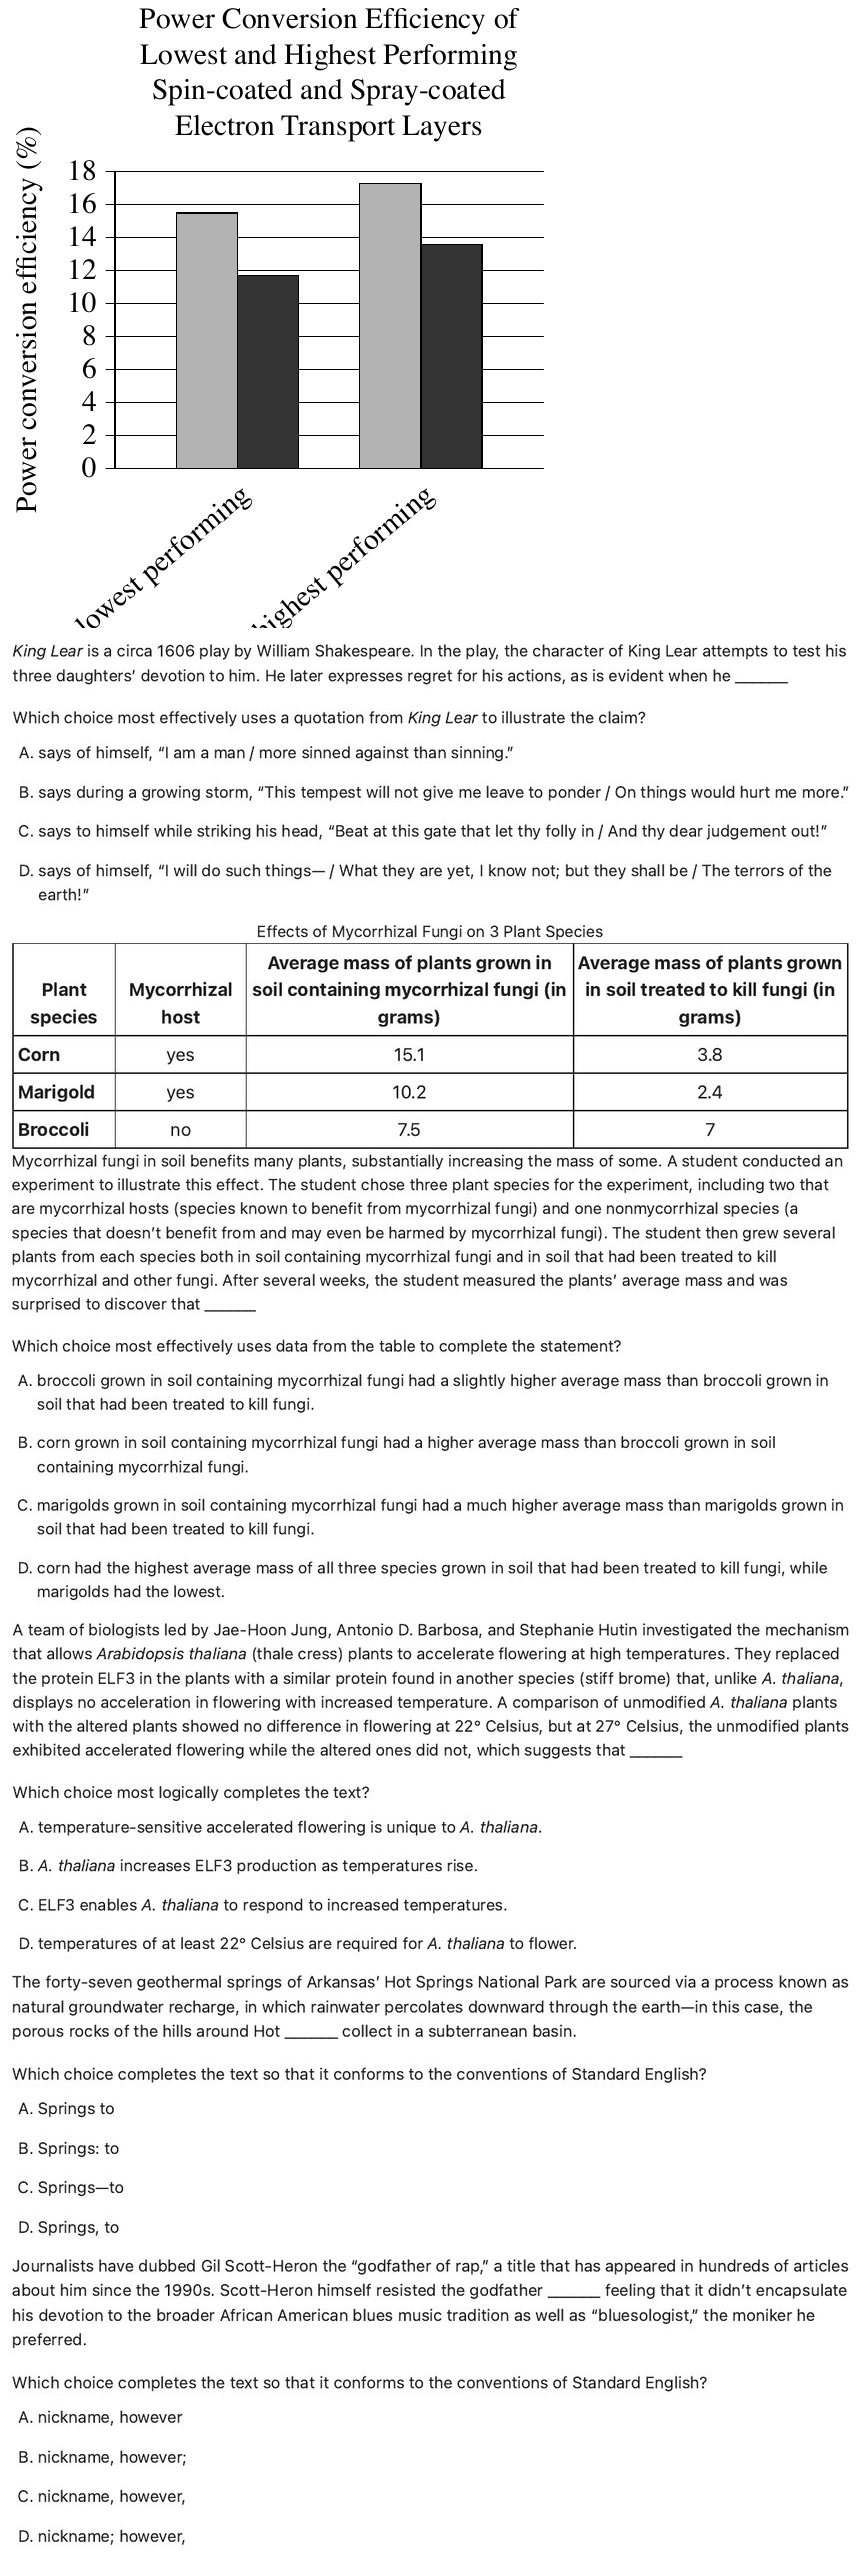 Power Conversion Efficiency of
Lowest and Highest Performing
Spin-coated and Spray-coated
Electron Transport Layers
Power conversion efficiency (%)
18
16
14
12
10
8
6
4
2
0
lowest performing
highest performing
King Lear is a circa 1606 play by William Shakespeare. In the play, the character of King Lear attempts to test his
three daughters’ devotion to him. He later expresses regret for his actions, as is evident when he ______
Which choice most effectively uses a quotation from King Lear to illustrate the claim?
A. says of himself, “I am a man / more sinned against than sinning.”
B. says during a growing storm, “This tempest will not give me leave to ponder / On things would hurt me more.”
C. says to himself while striking his head, “Beat at this gate that let thy folly in / And thy dear judgement out!”
D. says of himself, “I will do such things— / What they are yet, I know not; but they shall be / The terrors of the
earth!”
Effects of Mycorrhizal Fungi on 3 Plant Species
Plant species Mycorrhizal host Average mass of plants grown in soil containing mycorrhizal fungi (in grams) Average mass of plants grown in soil treated to kill fungi (in grams)
Corn yes 15.1 3.8
Marigold yes 10.2 2.4
Broccoli no 7.5 7
Mycorrhizal fungi in soil benefits many plants, substantially increasing the mass of some. A student conducted an
experiment to illustrate this effect. The student chose three plant species for the experiment, including two that
are mycorrhizal hosts (species known to benefit from mycorrhizal fungi) and one nonmycorrhizal species (a
species that doesn’t benefit from and may even be harmed by mycorrhizal fungi). The student then grew several
plants from each species both in soil containing mycorrhizal fungi and in soil that had been treated to kill
mycorrhizal and other fungi. After several weeks, the student measured the plants’ average mass and was
surprised to discover that ______
Which choice most effectively uses data from the table to complete the statement?
A. broccoli grown in soil containing mycorrhizal fungi had a slightly higher average mass than broccoli grown in
soil that had been treated to kill fungi.
B. corn grown in soil containing mycorrhizal fungi had a higher average mass than broccoli grown in soil
containing mycorrhizal fungi.
C. marigolds grown in soil containing mycorrhizal fungi had a much higher average mass than marigolds grown in
soil that had been treated to kill fungi.
D. corn had the highest average mass of all three species grown in soil that had been treated to kill fungi, while
marigolds had the lowest.
A team of biologists led by Jae-Hoon Jung, Antonio D. Barbosa, and Stephanie Hutin investigated the mechanism
that allows Arabidopsis thaliana (thale cress) plants to accelerate flowering at high temperatures. They replaced
the protein ELF3 in the plants with a similar protein found in another species (stiff brome) that, unlike A. thaliana,
displays no acceleration in flowering with increased temperature. A comparison of unmodified A. thaliana plants
with the altered plants showed no difference in flowering at 22° Celsius, but at 27° Celsius, the unmodified plants
exhibited accelerated flowering while the altered ones did not, which suggests that ______
Which choice most logically completes the text?
A. temperature-sensitive accelerated flowering is unique to A. thaliana.
B. A. thaliana increases ELF3 production as temperatures rise.
C. ELF3 enables A. thaliana to respond to increased temperatures.
D. temperatures of at least 22° Celsius are required for A. thaliana to flower.
The forty-seven geothermal springs of Arkansas’ Hot Springs National Park are sourced via a process known as
natural groundwater recharge, in which rainwater percolates downward through the earth—in this case, the
porous rocks of the hills around Hot ______ collect in a subterranean basin.
Which choice completes the text so that it conforms to the conventions of Standard English?
A. Springs to
B. Springs: to
C. Springs—to
D. Springs, to
Journalists have dubbed Gil Scott-Heron the “godfather of rap,” a title that has appeared in hundreds of articles
about him since the 1990s. Scott-Heron himself resisted the godfather ______ feeling that it didn’t encapsulate
his devotion to the broader African American blues music tradition as well as “bluesologist,” the moniker he
preferred.
Which choice completes the text so that it conforms to the conventions of Standard English?
A. nickname, however
B. nickname, however;
C. nickname, however,
D. nickname; however,